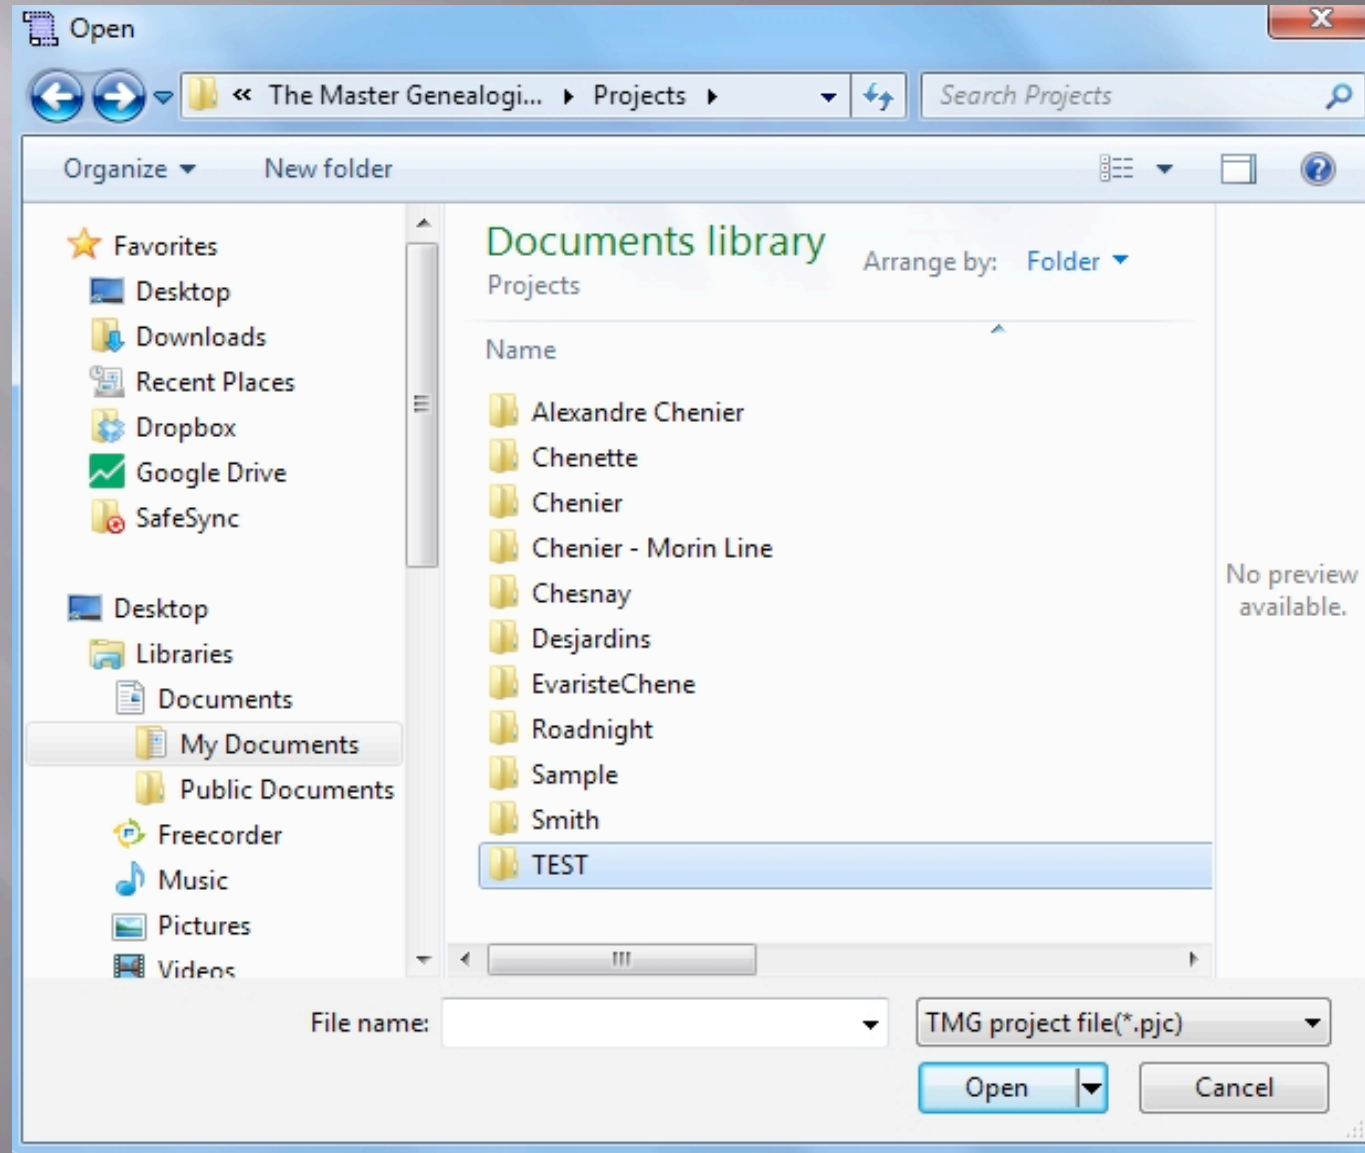 Open
x
« The Master Genealogi... Projects
Search Projects
Organize
New folder
?
Favorites
Desktop
Downloads
Recent Places
Dropbox
Google Drive
SafeSync
Desktop
Libraries
Documents
My Documents
Public Documents
Freecorder
Music
Pictures
Videos
Documents library
Projects
Arrange by: Folder
Name
Alexandre Chenier
Chenette
Chenier
Chenier - Morin Line
Chesnay
Desjardins
EvaristeChene
Roadnight
Sample
Smith
TEST
No preview
available.
File name:
TMG project file(*.pjc)
Open
Cancel